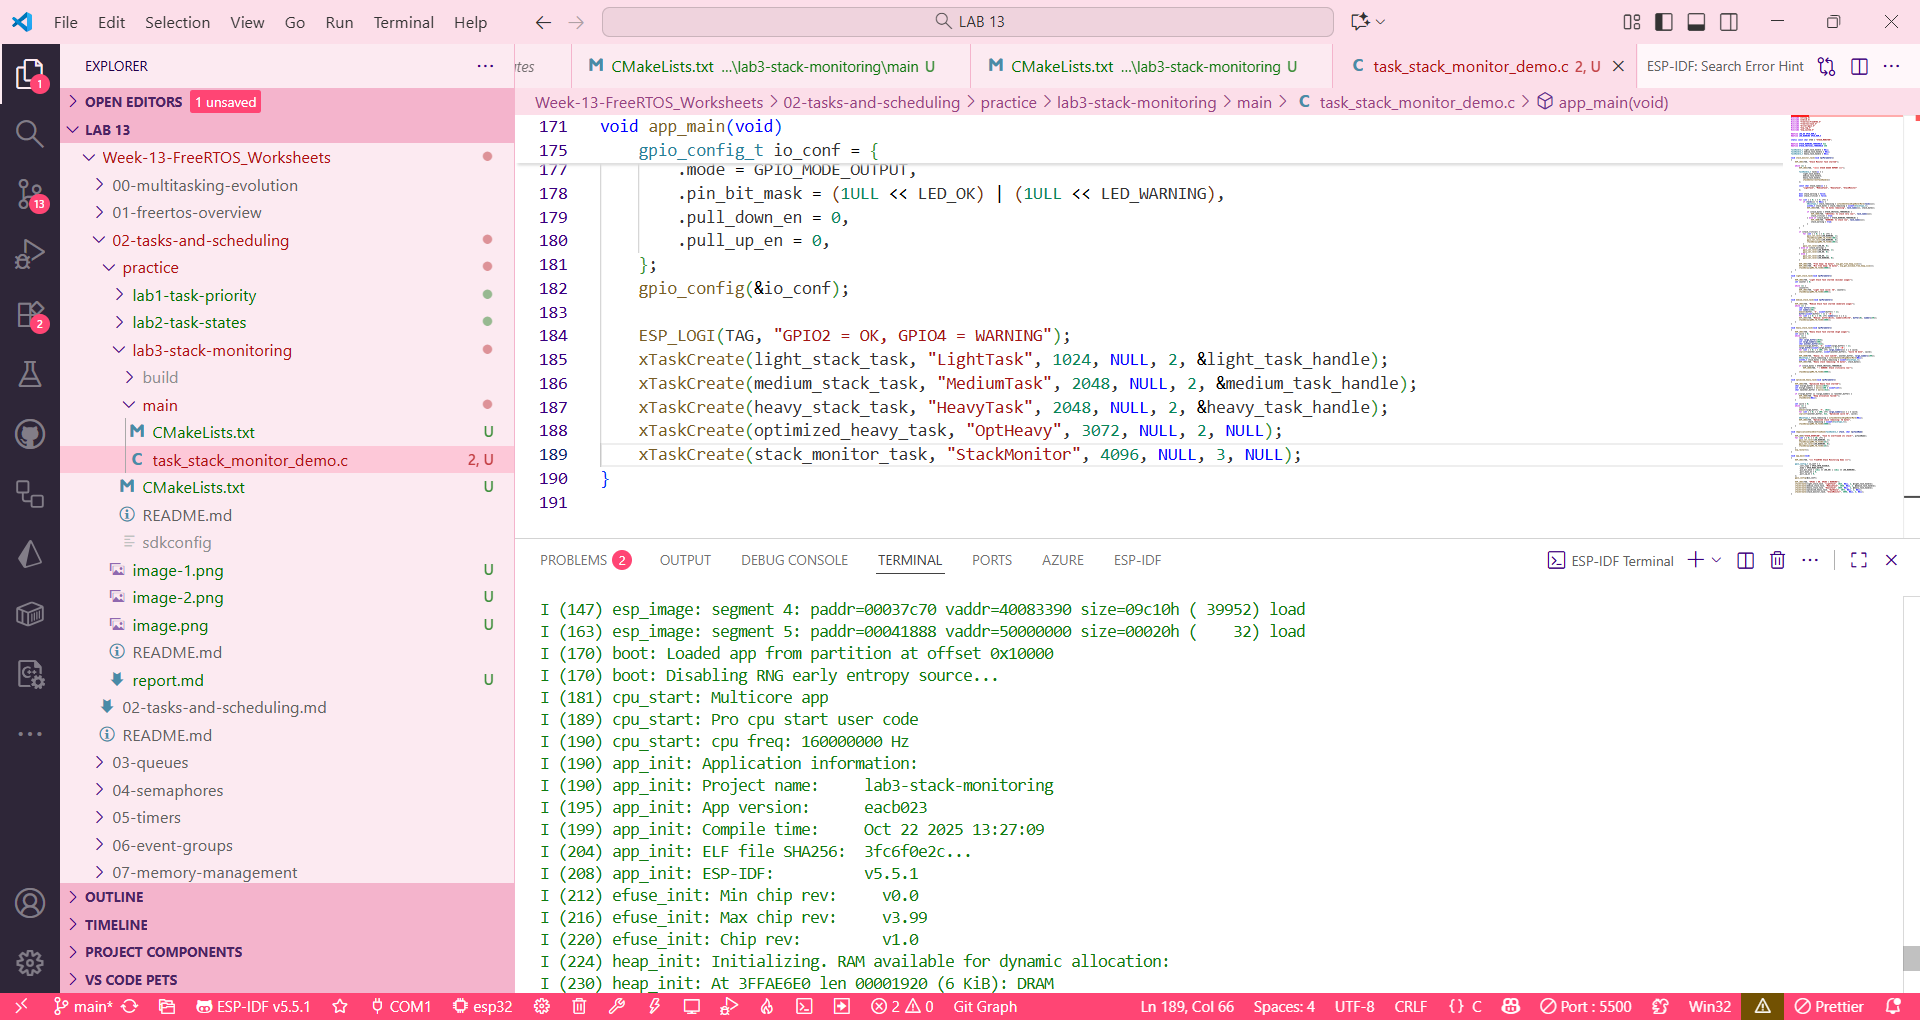 File Edit Selection View Go Run Terminal Help
LAB 13
EXPLORER
OPEN EDITORS 1 unsaved
LAB 13
Week-13-FreeRTOS_Worksheets
00-multitasking-evolution
01-freertos-overview
02-tasks-and-scheduling
practice
lab1-task-priority
lab2-task-states
lab3-stack-monitoring
build
main
CMakeLists.txt U
task_stack_monitor_demo.c 2, U
CMakeLists.txt U
README.md
sdkconfig
image-1.png U
image-2.png U
image.png U
README.md
report.md U
02-tasks-and-scheduling.md
README.md
03-queues
04-semaphores
05-timers
06-event-groups
07-memory-management
OUTLINE
TIMELINE
PROJECT COMPONENTS
VS CODE PETS
1
13
2
CMakeLists.txt ...\lab3-stack-monitoring\main U
CMakeLists.txt ...\lab3-stack-monitoring U
task_stack_monitor_demo.c 2, U
ESP-IDF: Search Error Hint
Week-13-FreeRTOS_Worksheets > 02-tasks-and-scheduling > practice > lab3-stack-monitoring > main > C task_stack_monitor_demo.c > app_main(void)
171 void app_main(void)
175 gpio_config_t io_conf = {
177 .mode = GPIO_MODE_OUTPUT,
178 .pin_bit_mask = (1ULL << LED_OK) | (1ULL << LED_WARNING),
179 .pull_down_en = 0,
180 .pull_up_en = 0,
181 };
182 gpio_config(&io_conf);
183
184 ESP_LOGI(TAG, "GPIO2 = OK, GPIO4 = WARNING");
185 xTaskCreate(light_stack_task, "LightTask", 1024, NULL, 2, &light_task_handle);
186 xTaskCreate(medium_stack_task, "MediumTask", 2048, NULL, 2, &medium_task_handle);
187 xTaskCreate(heavy_stack_task, "HeavyTask", 2048, NULL, 2, &heavy_task_handle);
188 xTaskCreate(optimized_heavy_task, "OptHeavy", 3072, NULL, 2, NULL);
189 xTaskCreate(stack_monitor_task, "StackMonitor", 4096, NULL, 3, NULL);
190 }
191
PROBLEMS 2 OUTPUT DEBUG CONSOLE TERMINAL PORTS AZURE ESP-IDF
ESP-IDF Terminal
I (147) esp_image: segment 4: paddr=00037c70 vaddr=40083390 size=09c10h ( 39952) load
I (163) esp_image: segment 5: paddr=00041888 vaddr=50000000 size=00020h ( 32) load
I (170) boot: Loaded app from partition at offset 0x10000
I (170) boot: Disabling RNG early entropy source...
I (181) cpu_start: Multicore app
I (189) cpu_start: Pro cpu start user code
I (190) cpu_start: cpu freq: 160000000 Hz
I (190) app_init: Application information:
I (190) app_init: Project name: lab3-stack-monitoring
I (195) app_init: App version: eacb023
I (199) app_init: Compile time: Oct 22 2025 13:27:09
I (204) app_init: ELF file SHA256: 3fc6f0e2c...
I (208) app_init: ESP-IDF: v5.5.1
I (212) efuse_init: Min chip rev: v0.0
I (216) efuse_init: Max chip rev: v3.99
I (220) efuse_init: Chip rev: v1.0
I (224) heap_init: Initializing. RAM available for dynamic allocation:
I (230) heap_init: At 3FFAE6E0 len 00001920 (6 KiB): DRAM
main* ESP-IDF v5.5.1 COM1 esp32 2 0 Git Graph Ln 189, Col 66 Spaces: 4 UTF-8 CRLF {} C Port : 5500 Win32 Prettier